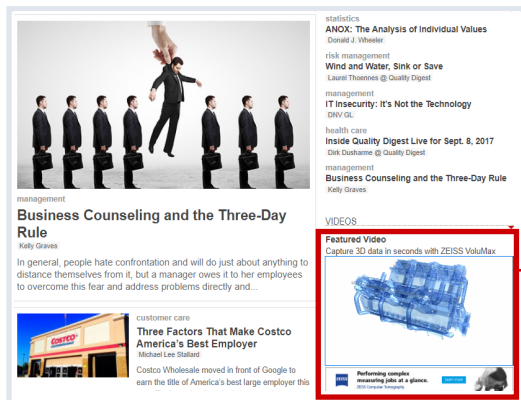 management
Business Counseling and the Three-Day
Rule
Kelly Graves
In general, people hate confrontation and will do just about anything to
distance themselves from it, but a manager owes it to her employees
to overcome this fear and address problems directly and...
COSTCO
customer care
Three Factors That Make Costco
America's Best Employer
Michael Lee Stallard
Costco Wholesale moved in front of Google to
earn the title of America's best large employer this
statistics
ANOX: The Analysis of Individual Values
Donald J. Wheeler
risk management
Wind and Water, Sink or Save
Laurel Thoennes @ Quality Digest
management
IT Insecurity: It's Not the Technology
DNV GL
health care
Inside Quality Digest Live for Sept. 8, 2017
Dirk Dusharme @ Quality Digest
management
Business Counseling and the Three-Day Rule
Kelly Graves
VIDEOS
Featured Video
Capture 3D data in seconds with ZEISS VoluMax
ZEISS
Performing complex
measuring jobs at a glance.
ZEISS Computer Tomography